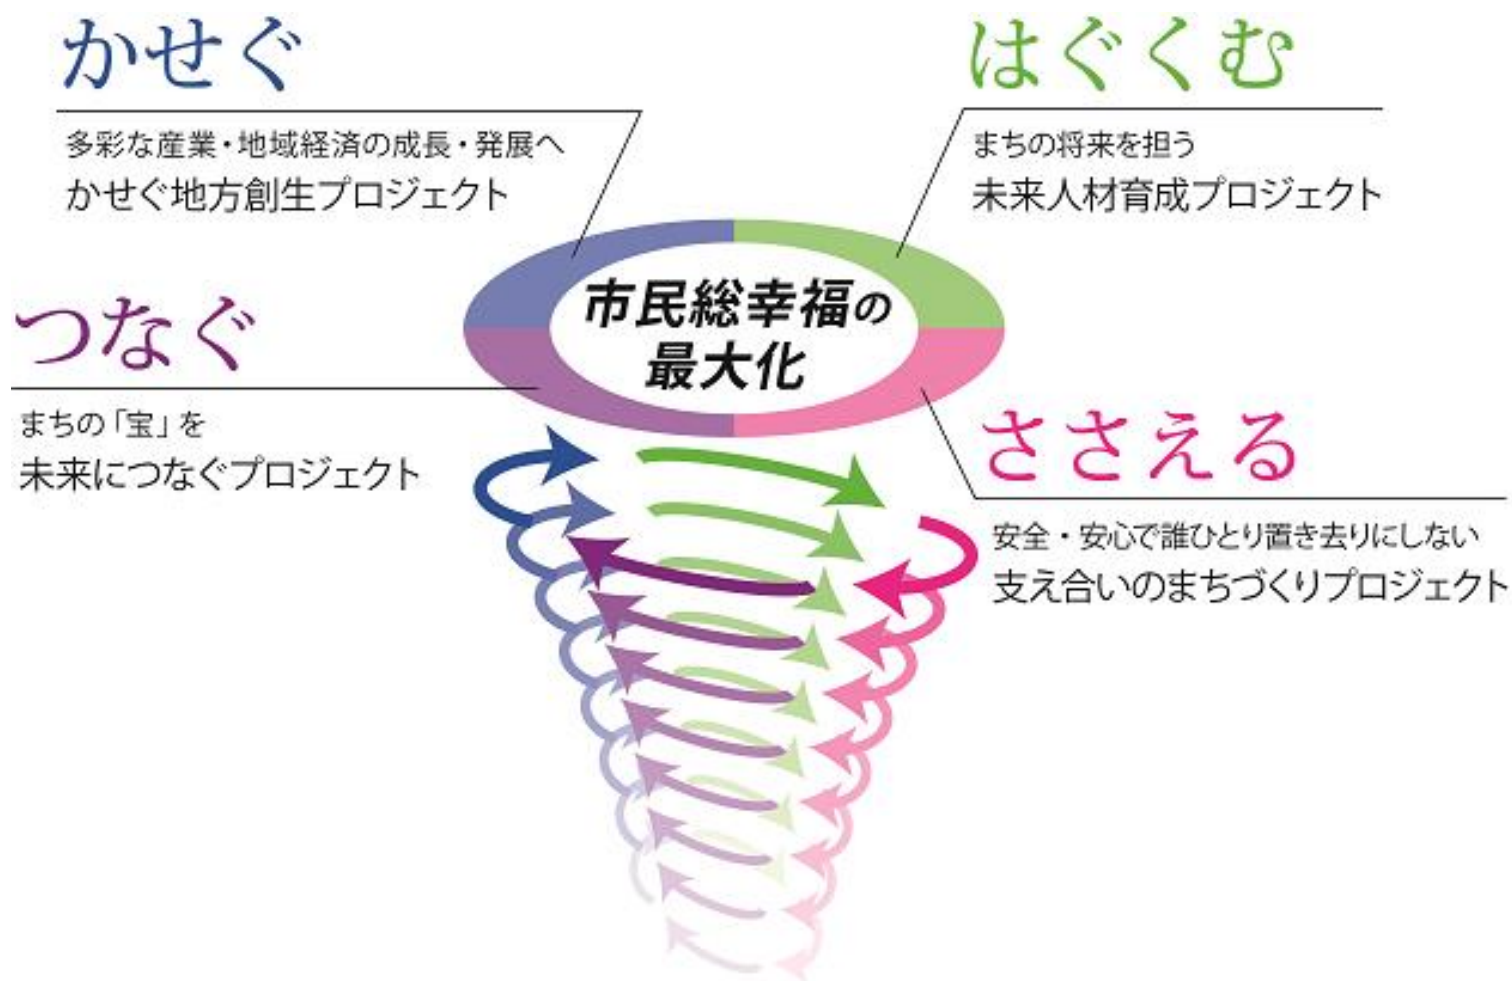 かせぐ
多彩な産業・地域経済の成長・発展へ
かせぐ地方創生プロジェクト
はぐくむ
まちの将来を担う
未来人材育成プロジェクト
市民総幸福の
最大化
つなぐ
まちの「宝」を
未来につなぐプロジェクト
ささえる
安全・安心で誰ひとり置き去りにしない
支え合いのまちづくりプロジェクト